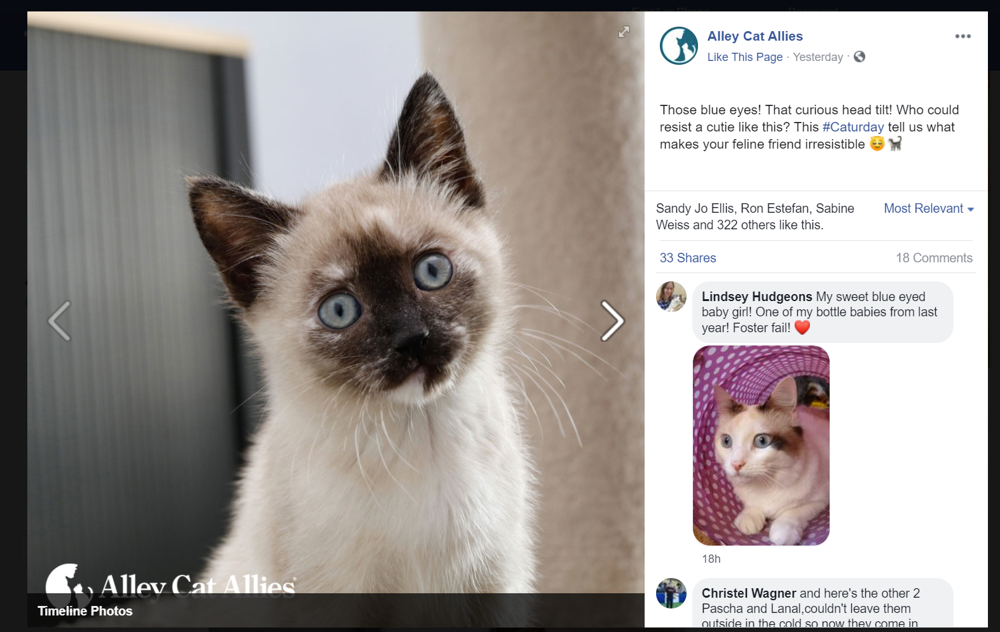 Alley Cat Allies
Like This Page · Yesterday ·
Those blue eyes! That curious head tilt! Who could
resist a cutie like this? This #Caturday tell us what
makes your feline friend irresistible 😇🐈
Sandy Jo Ellis, Ron Estefan, Sabine
Weiss and 322 others like this.
Most Relevant
33 Shares
18 Comments
Lindsey Hudgeons My sweet blue eyed
baby girl! One of my bottle babies from last
year! Foster fail! ❤️
18h
Christel Wagner and here's the other 2
Pascha and Lanal,couldn't leave them
outside in the cold so now they come in
Alley Cat Allies®
Timeline Photos